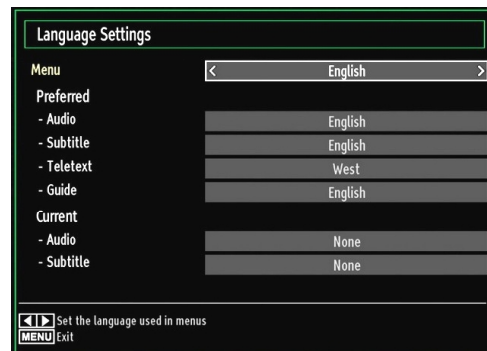 Language Settings
Menu < English >
Preferred
- Audio English
- Subtitle English
- Teletext West
- Guide English
Current
- Audio None
- Subtitle None
Set the language used in menus
MENU Exit